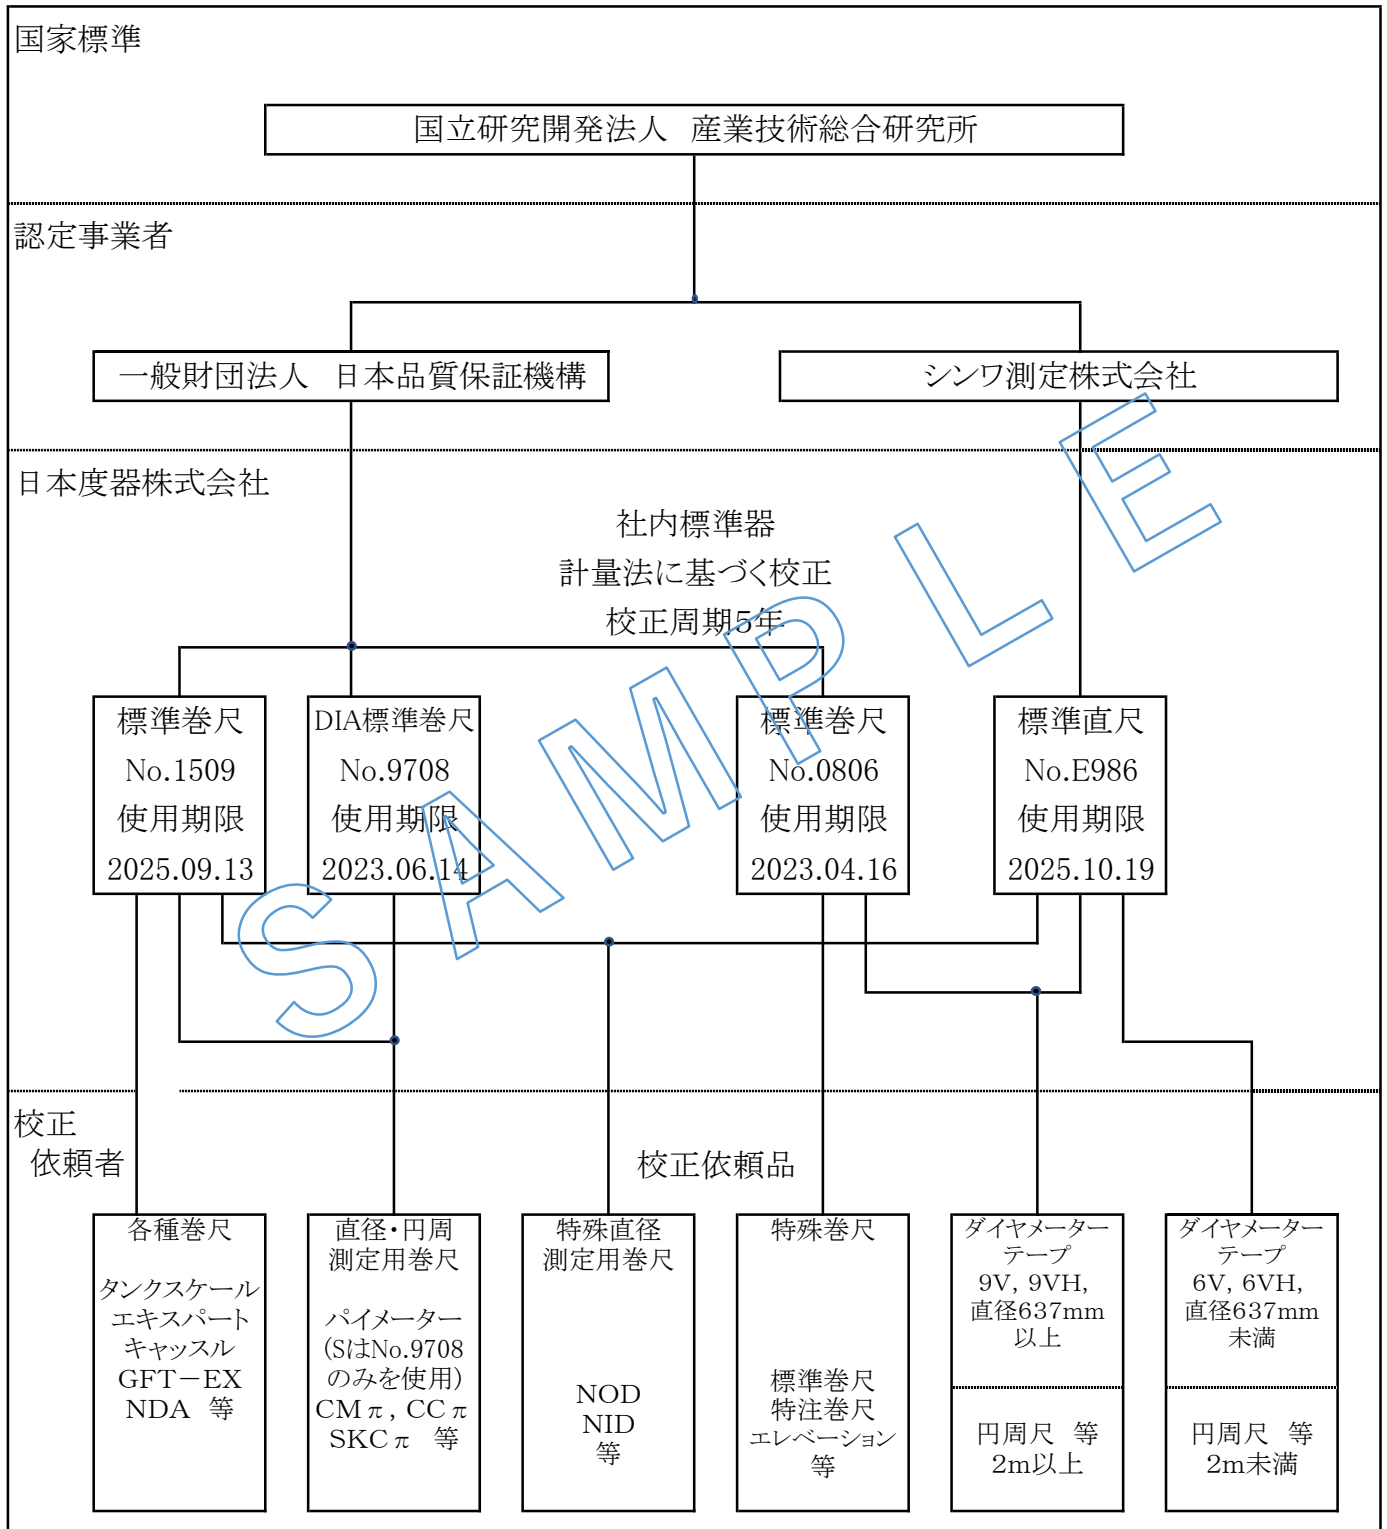 国家標準
国立研究開発法人 産業技術総合研究所
認定事業者
一般財団法人 日本品質保証機構
シンワ測定株式会社
日本度器株式会社
社内標準器
計量法に基づく校正
校正周期5年
標準巻尺
No.1509
使用期限
2025.09.13
DIA標準巻尺
No.9708
使用期限
2023.06.14
標準巻尺
No.0806
使用期限
2023.04.16
標準直尺
No.E986
使用期限
2025.10.19
SAMPLE
校正
依頼者
校正依頼品
各種巻尺
タンクスケール
エキスパート
キャッスル
GFT－EX
NDA 等
直径・円周
測定用巻尺
パイメーター
(SはNo.9708
のみを使用)
CMπ, CCπ
SKCπ 等
特殊直径
測定用巻尺
NOD
NID
等
特殊巻尺
標準巻尺
特注巻尺
エレベーション
等
ダイヤメーター
テープ
9V, 9VH,
直径637mm
以上
円周尺 等
2m以上
ダイヤメーター
テープ
6V, 6VH,
直径637mm
未満
円周尺 等
2m未満